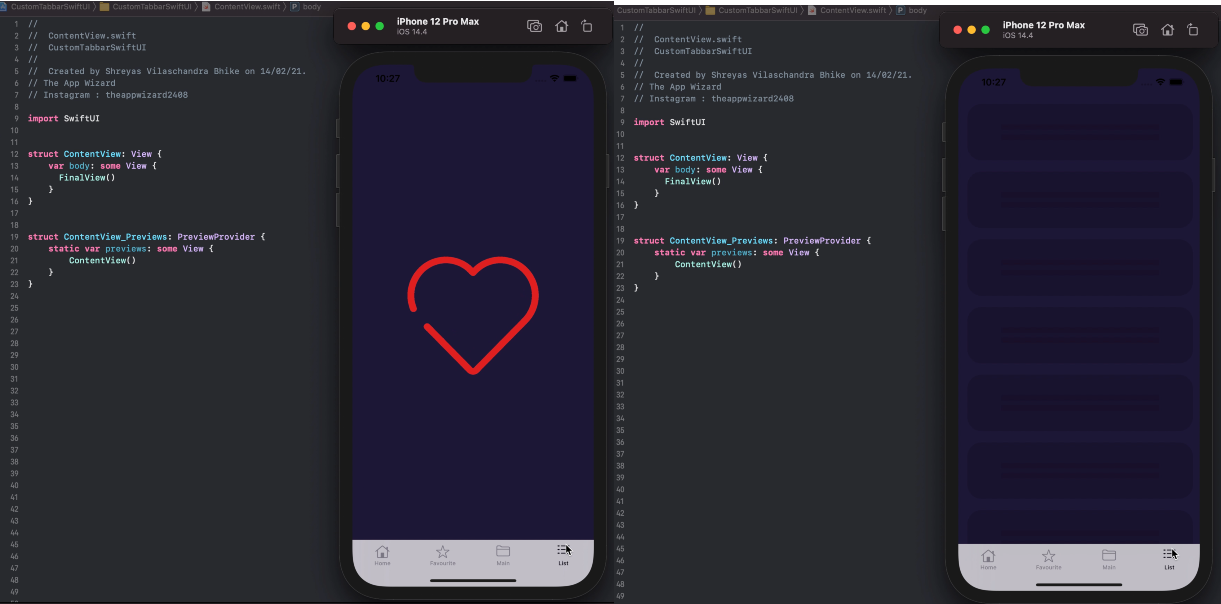 CustomTabbarSwiftUI 〉 CustomTabbarSwiftUI 〉 ContentView.swift 〉 P body
1 //
2 //  ContentView.swift
3 //  CustomTabbarSwiftUI
4 //
5 //  Created by Shreyas Vilaschandra Bhike on 14/02/21.
6 // The App Wizard
7 // Instagram : theappwizard2408
8
9 import SwiftUI
10
11
12 struct ContentView: View {
13     var body: some View {
14       FinalView()
15     }
16 }
17
18
19 struct ContentView_Previews: PreviewProvider {
20     static var previews: some View {
21         ContentView()
22     }
23 }
24
25
26
27
28
29
30
31
32
33
34
35
36
37
38
39
40
41
42
43
44
45
46
47
48
49
iPhone 12 Pro Max
iOS 14.4
10:27
Home Favourite Main List
CustomTabbarSwiftUI 〉 CustomTabbarSwiftUI 〉 ContentView.swift 〉 P body
1 //
2 //  ContentView.swift
3 //  CustomTabbarSwiftUI
4 //
5 //  Created by Shreyas Vilaschandra Bhike on 14/02/21.
6 // The App Wizard
7 // Instagram : theappwizard2408
8
9 import SwiftUI
10
11
12 struct ContentView: View {
13     var body: some View {
14       FinalView()
15     }
16 }
17
18
19 struct ContentView_Previews: PreviewProvider {
20     static var previews: some View {
21         ContentView()
22     }
23 }
24
25
26
27
28
29
30
31
32
33
34
35
36
37
38
39
40
41
42
43
44
45
46
47
48
49
iPhone 12 Pro Max
iOS 14.4
10:27
Home Favourite Main List